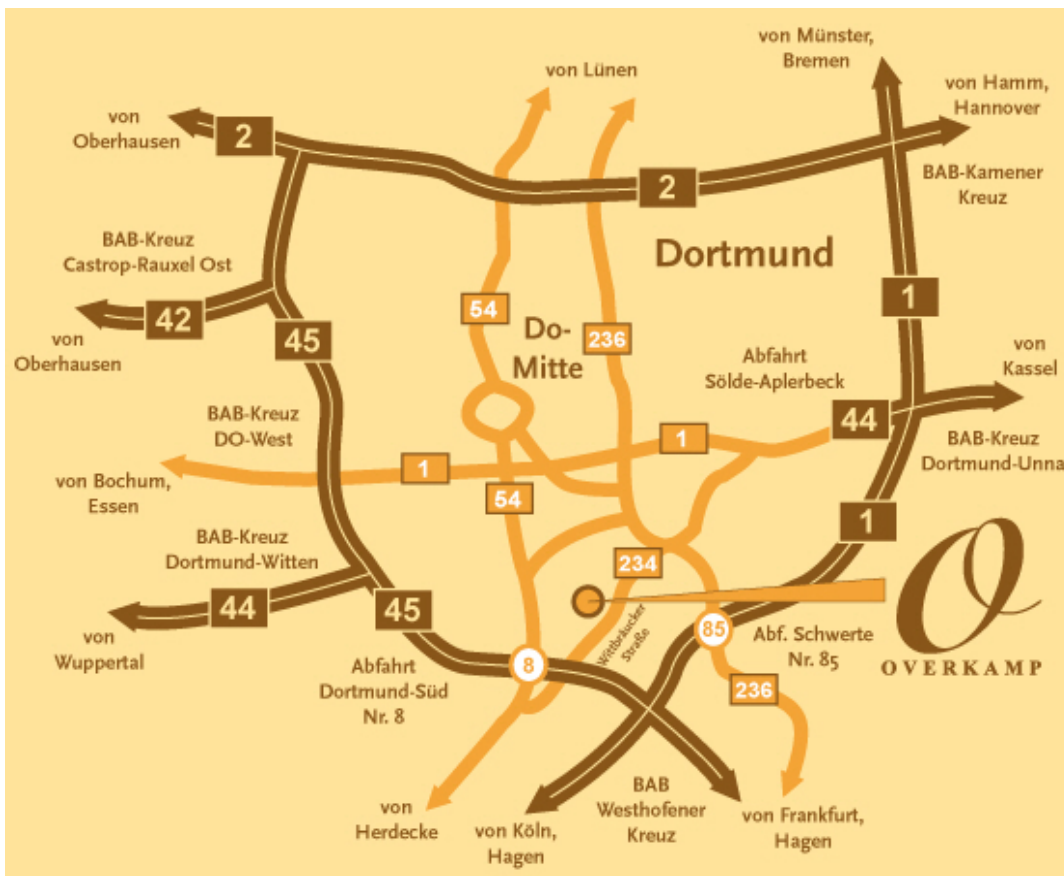 von Münster,
Bremen
von Lünen
von Hamm,
Hannover
von
Oberhausen
2
2
BAB-Kamener
Kreuz
BAB-Kreuz
Castrop-Rauxel Ost
Dortmund
42
von
Oberhausen
45
54
Do-
Mitte
236
1
Abfahrt
Sölde-Aplerbeck
von
Kassel
44
BAB-Kreuz
DO-West
1
1
BAB-Kreuz
Dortmund-Unna
von Bochum,
Essen
54
1
BAB-Kreuz
Dortmund-Witten
234
44
45
von
Wuppertal
Wittbräucker
Straße
85
Abf. Schwerte
Nr. 85
O
OVERKAMP
8
Abfahrt
Dortmund-Süd
Nr. 8
236
von
Herdecke
von Köln,
Hagen
BAB
Westhofener
Kreuz
von Frankfurt,
Hagen